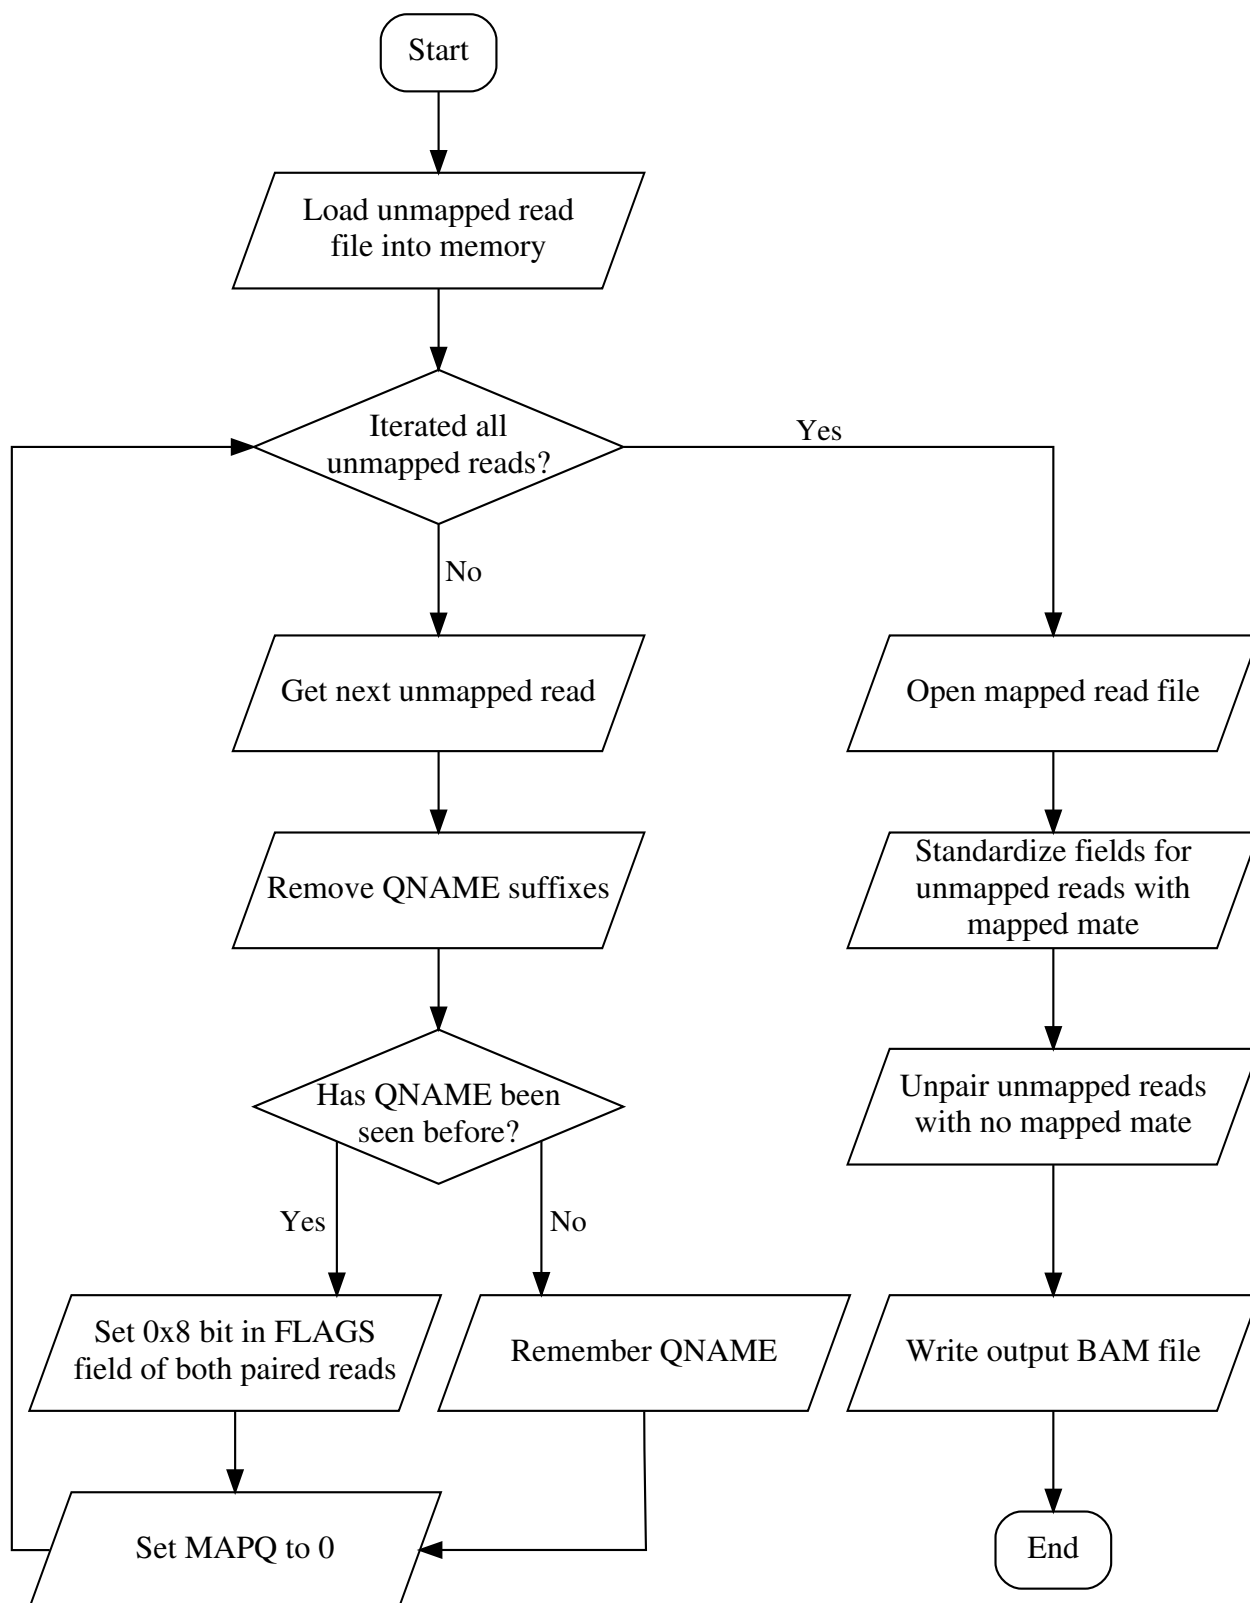 Start
Load unmapped read
file into memory
Iterated all
unmapped reads?
Yes
No
Get next unmapped read
Open mapped read file
Remove QNAME suffixes
Standardize fields for
unmapped reads with
mapped mate
Has QNAME been
seen before?
Unpair unmapped reads
with no mapped mate
Yes
No
Set 0x8 bit in FLAGS
field of both paired reads
Remember QNAME
Write output BAM file
Set MAPQ to 0
End